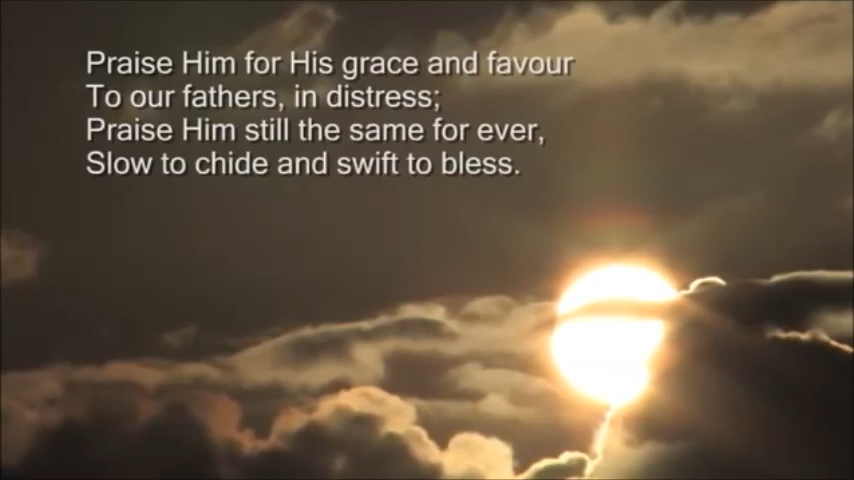 Praise Him for His grace and favour
To our fathers, in distress;
Praise Him still the same for ever,
Slow to chide and swift to bless.